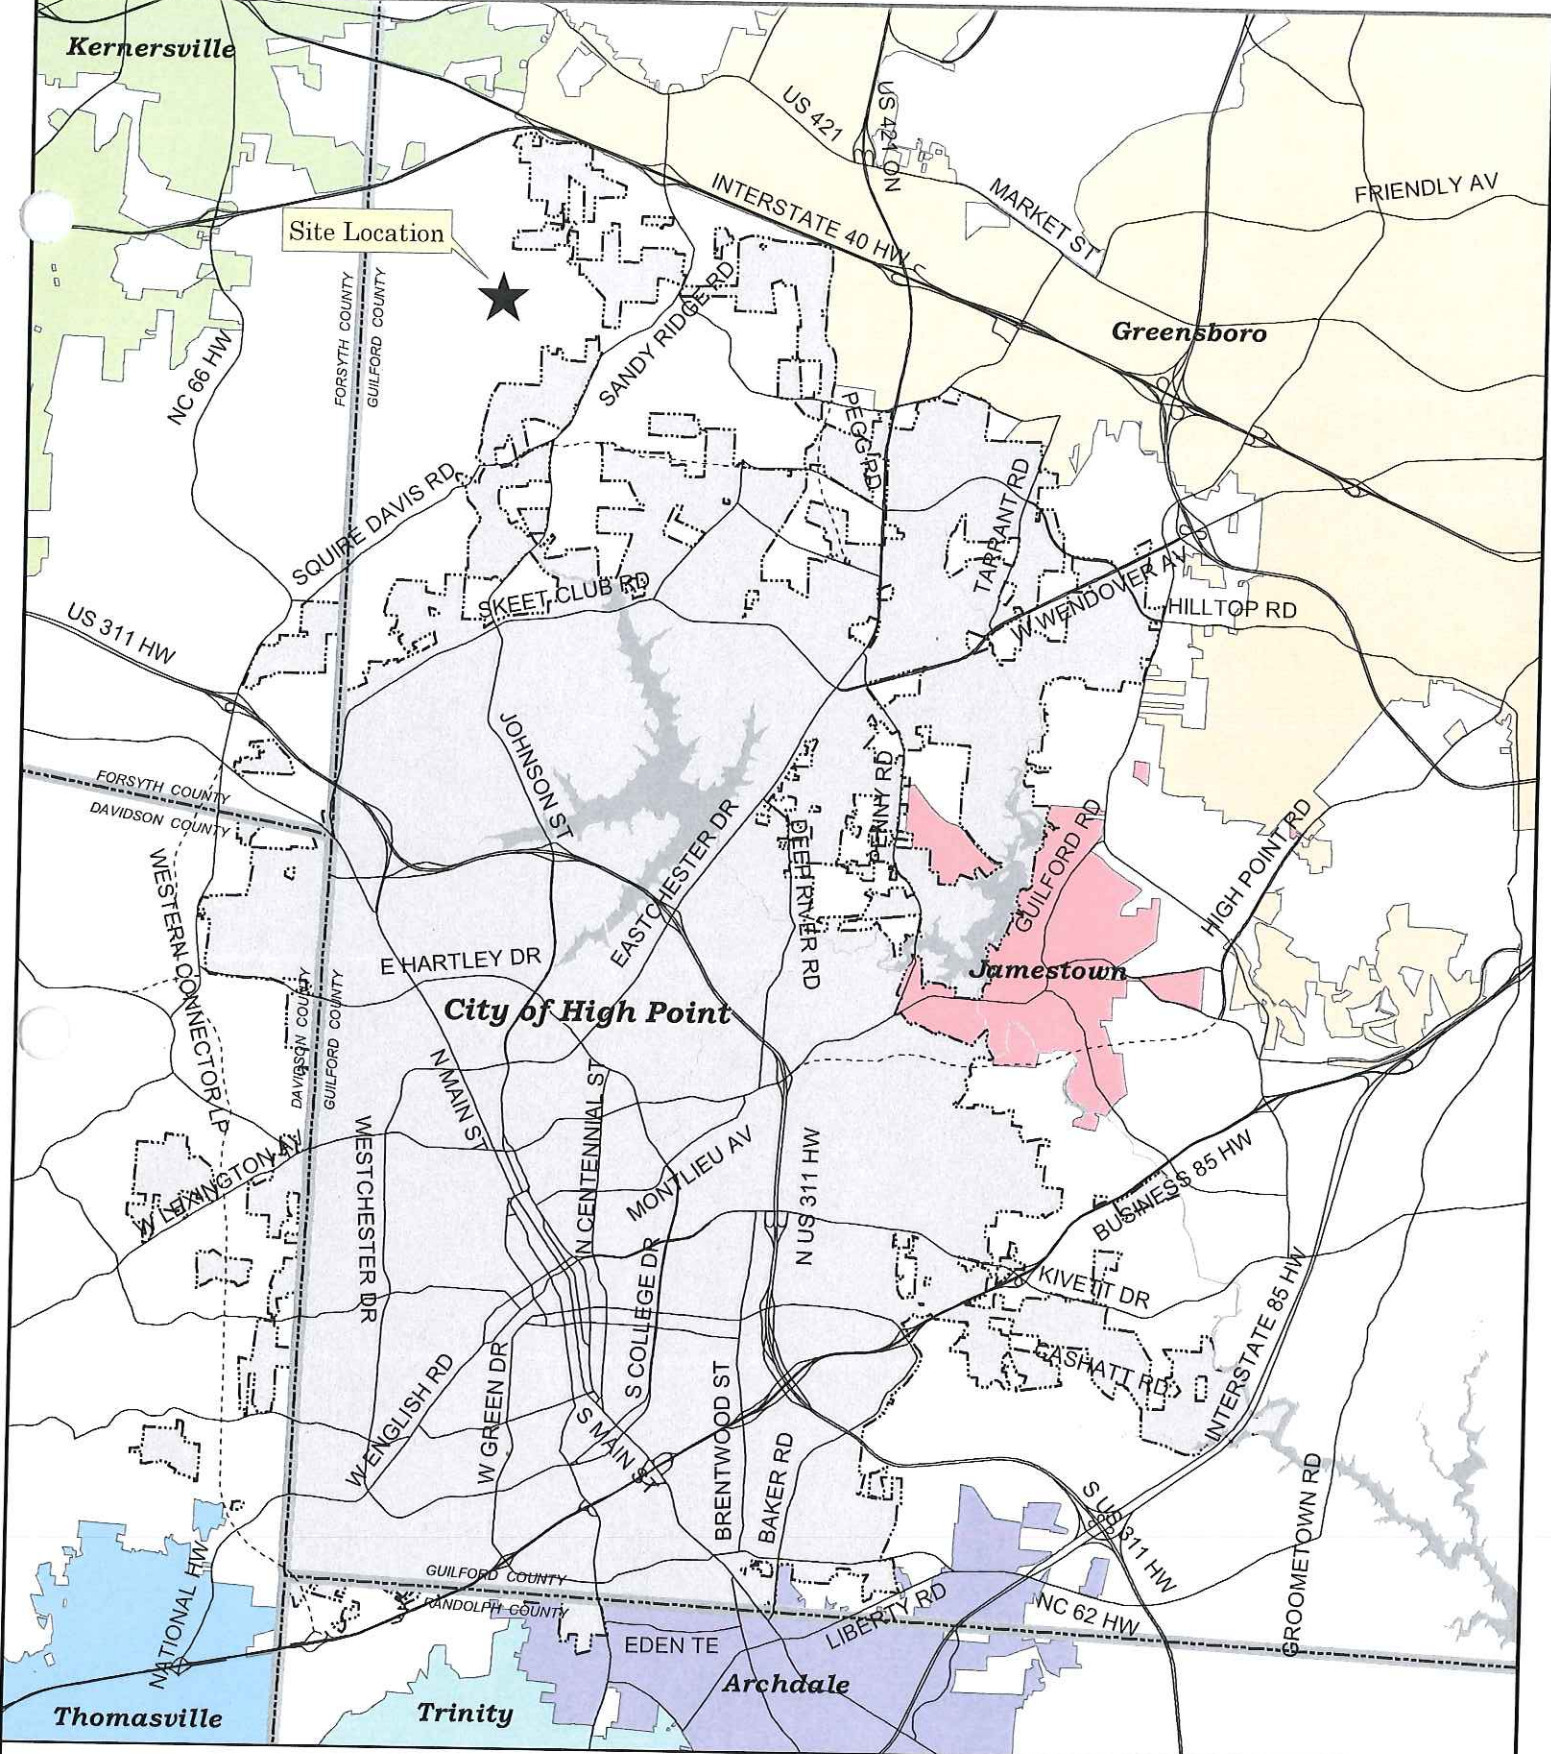 Kernersville
US 421
US 421 ON
INTERSTATE 40 HW
MARKET ST
FRIENDLY AV
Site Location
FORSYTH COUNTY
GUILFORD COUNTY
NC 66 HW
SANDY RIDGE RD
Greensboro
PEGG RD
TARRANT RD
SQUIRE DAVIS RD
SKEET CLUB RD
W WENDOVER AV
HILLTOP RD
US 311 HW
JOHNSON ST
FORSYTH COUNTY
DAVIDSON COUNTY
WESTERN CONNECTOR LP
EASTCHESTER DR
DEEP RIVER RD
PENNY RD
GUILFORD RD
HIGH POINT RD
E HARTLEY DR
Jamestown
City of High Point
DAVIDSON COUNTY
GUILFORD COUNTY
N MAIN ST
WESTCHESTER DR
N CENTENNIAL ST
MONTLIEU AV
N US 311 HW
W LEXINGTON AV
BUSINESS 85 HW
KIVETT DR
CASHATT RD
INTERSTATE 85 HW
S COLLEGE DR
W ENGLISH RD
W GREEN DR
S MAIN ST
BRENTWOOD ST
BAKER RD
S US 311 HW
GROOMETOWN RD
NATIONAL HW
GUILFORD COUNTY
RANDOLPH COUNTY
EDEN TE
LIBERTY RD
NC 62 HW
Archdale
Thomasville
Trinity